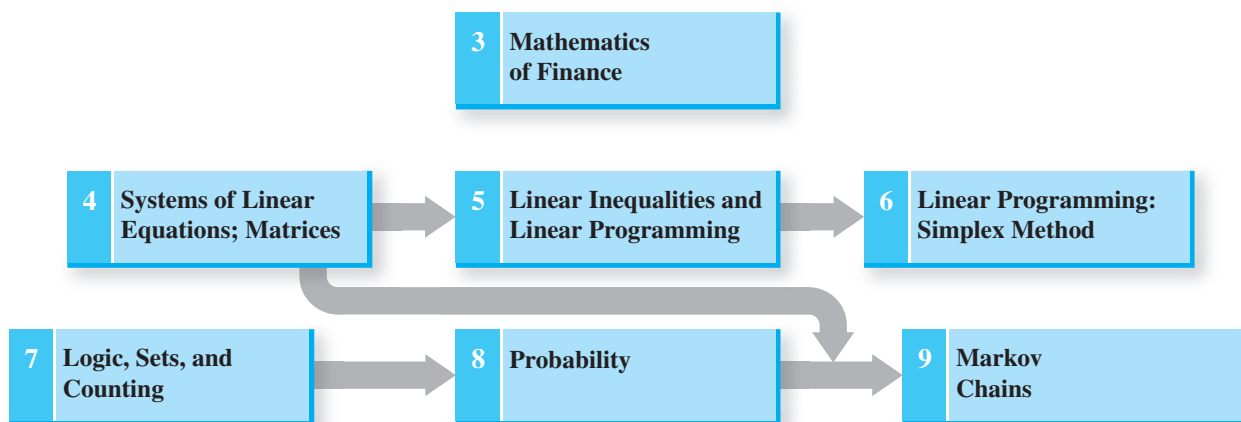 3
Mathematics
of Finance
4
Systems of Linear
Equations; Matrices
5
Linear Inequalities and
Linear Programming
6
Linear Programming:
Simplex Method
7
Logic, Sets, and
Counting
8
Probability
9
Markov
Chains